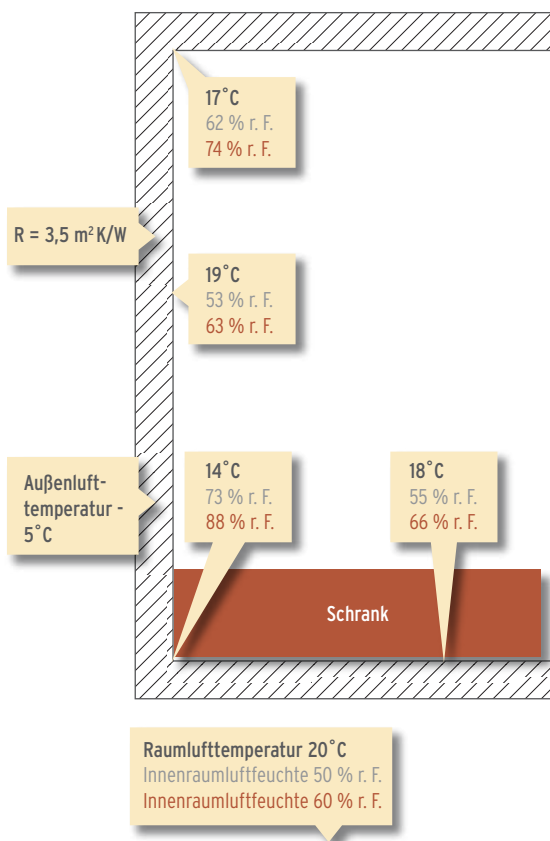 17°C
62 % r. F.
74 % r. F.
R = 3,5 m² K/W
19°C
53 % r. F.
63 % r. F.
Außenluft-
temperatur -
5°C
14°C
73 % r. F.
88 % r. F.
18°C
55 % r. F.
66 % r. F.
Schrank
Raumlufttemperatur 20°C
Innenraumluftfeuchte 50 % r. F.
Innenraumluftfeuchte 60 % r. F.